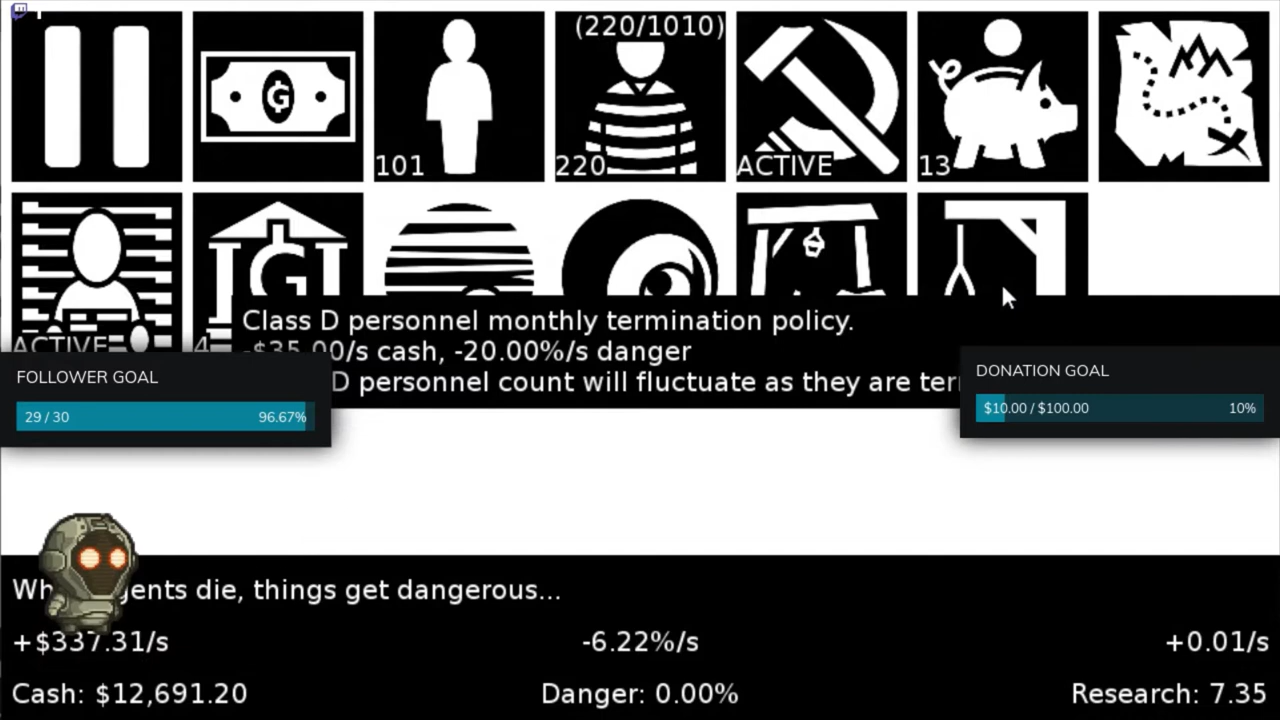 (220/1010)
101
220
ACTIVE
13
G
G
ACTIVE
4
Class D personnel monthly termination policy.
-$35.00/s cash, -20.00%/s danger
D personnel count will fluctuate as they are
FOLLOWER GOAL
29 / 30
96.67%
DONATION GOAL
$10.00 / $100.00
10%
die, things get dangerous...
+$337.31/s
-6.22%/s
+0.01/s
Cash: $12,691.20
Danger: 0.00%
Research: 7.35